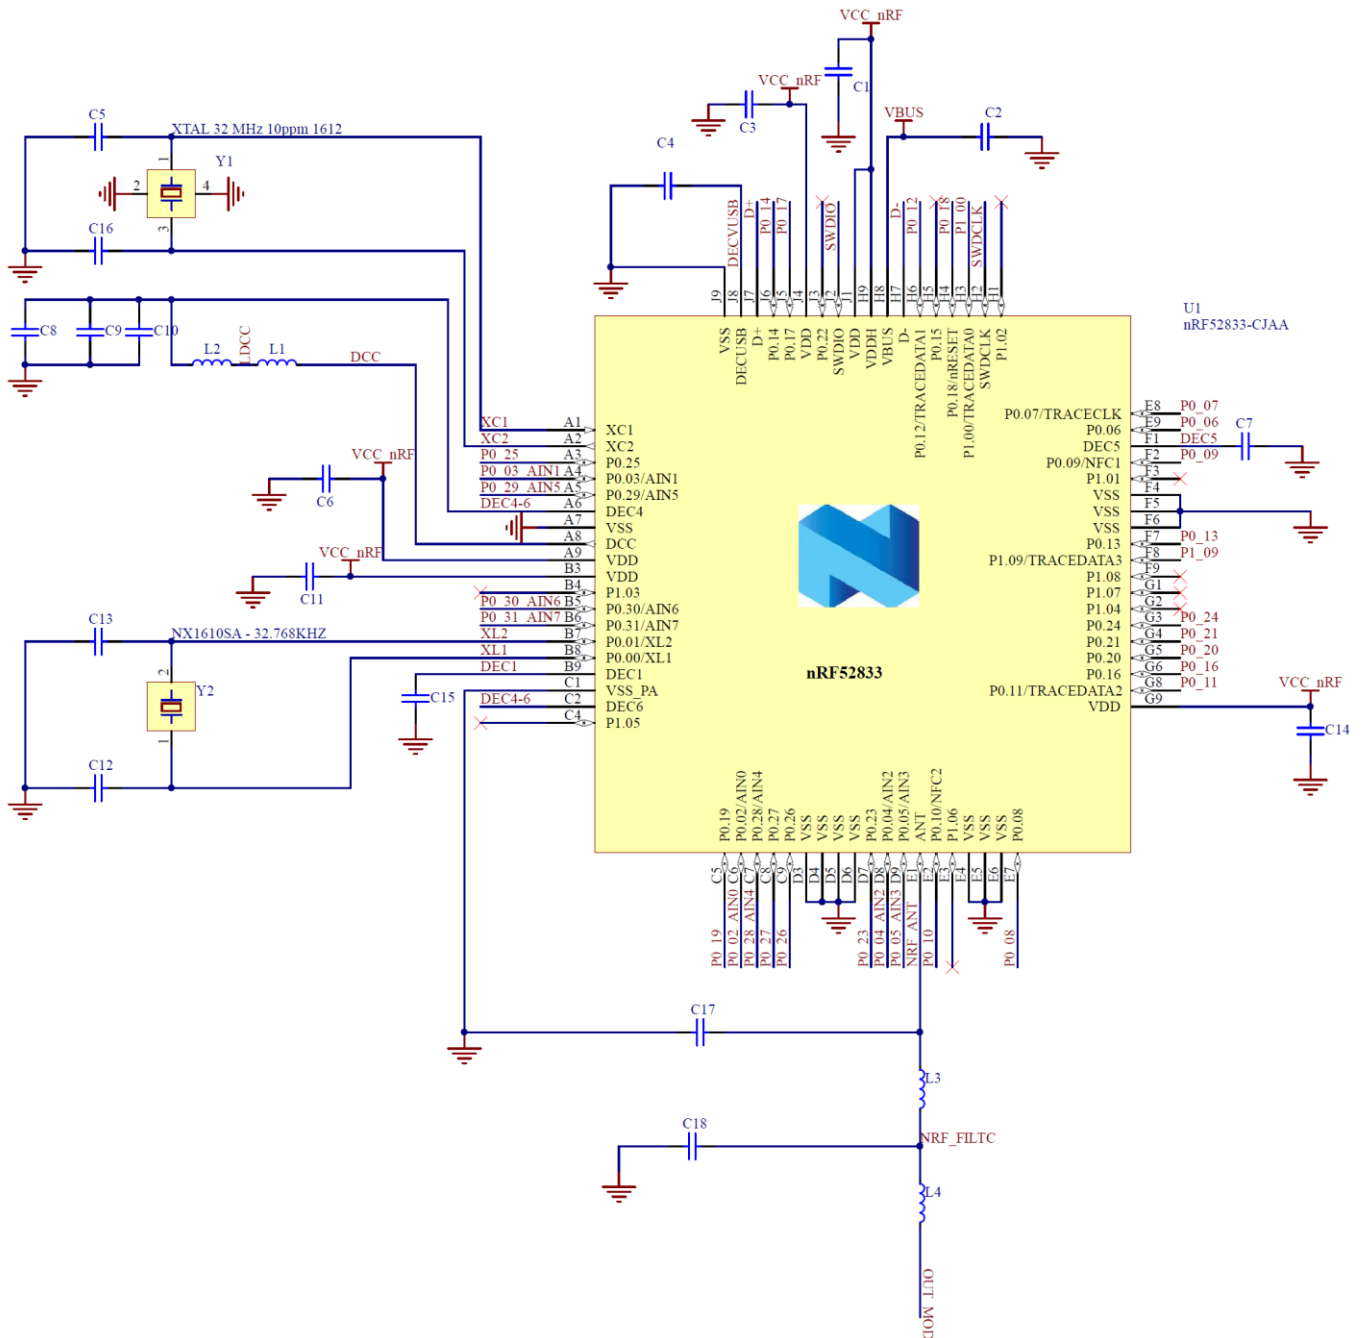 VCC_nRF
C1
VCC_nRF
C3
VBUS
C2
C4
C5
XTAL 32 MHz 10ppm 1612
1
Y1
2
4
3
C16
DECVUSB
D+
P0_14
P0_17
SWDIO
D-
P0_12
P0_18
P1_00
SWDCLK
J9
J8
J7
J6
J5
J4
J3
J2
J1
H9
H8
H7
H6
H5
H4
H3
H2
H1
VSS
DECUSB
D+
P0.14
P0.17
VDD
P0.22
SWDIO
VDD
VDDH
VBUS
D-
P0.12/TRACEDATA1
P0.15
P0.18/nRESET
P1.00/TRACEDATA0
SWDCLK
P1.02
U1
nRF52833-CJAA
C8
C9
C10
L2
LDCC
L1
DCC
XC1 A1 XC1
XC2 A2 XC2
P0_25 A3 P0.25
P0_03_AIN1 A4 P0.03/AIN1
P0_29_AIN5 A5 P0.29/AIN5
DEC4-6 A6 DEC4
A7 VSS
A8 DCC
A9 VDD
B3 VDD
B4 P1.03
P0_30_AIN6 B5 P0.30/AIN6
P0_31_AIN7 B6 P0.31/AIN7
XL2 B7 P0.01/XL2
XL1 B8 P0.00/XL1
DEC1 B9 DEC1
C1 VSS_PA
DEC4-6 C2 DEC6
C4 P1.05
VCC_nRF
C6
VCC_nRF
C11
C13
NX1610SA - 32.768KHZ
2
Y2
1
C12
C15
nRF52833
P0.07/TRACECLK E8 P0_07
P0.06 E9 P0_06
DEC5 F1 DEC5
C7
P0.09/NFC1 F2 P0_09
P1.01 F3
VSS F4
VSS F5
VSS F6
P0.13 F7 P0_13
P1.09/TRACEDATA3 F8 P1_09
P1.08 F9
P1.07 G1
P1.04 G2
P0.24 G3 P0_24
P0.21 G4 P0_21
P0.20 G5 P0_20
P0.16 G6 P0_16
P0.11/TRACEDATA2 G8 P0_11
VDD G9
VCC_nRF
C14
P0.19
P0.02/AIN0
P0.28/AIN4
P0.27
P0.26
VSS
VSS
VSS
VSS
P0.23
P0.04/AIN2
P0.05/AIN3
ANT
P0.10/NFC2
P1.06
VSS
VSS
VSS
P0.08
C5
C6
C7
C8
C9
D3
D4
D5
D6
D7
D8
D9
E1
E2
E3
E4
E5
E6
E7
P0_19
P0_02_AIN0
P0_28_AIN4
P0_27
P0_26
P0_23
P0_04_AIN2
P0_05_AIN3
NRF_ANT
P0_10
P0_08
C17
L3
C18
NRF_FILTC
L4
OUT_MOD